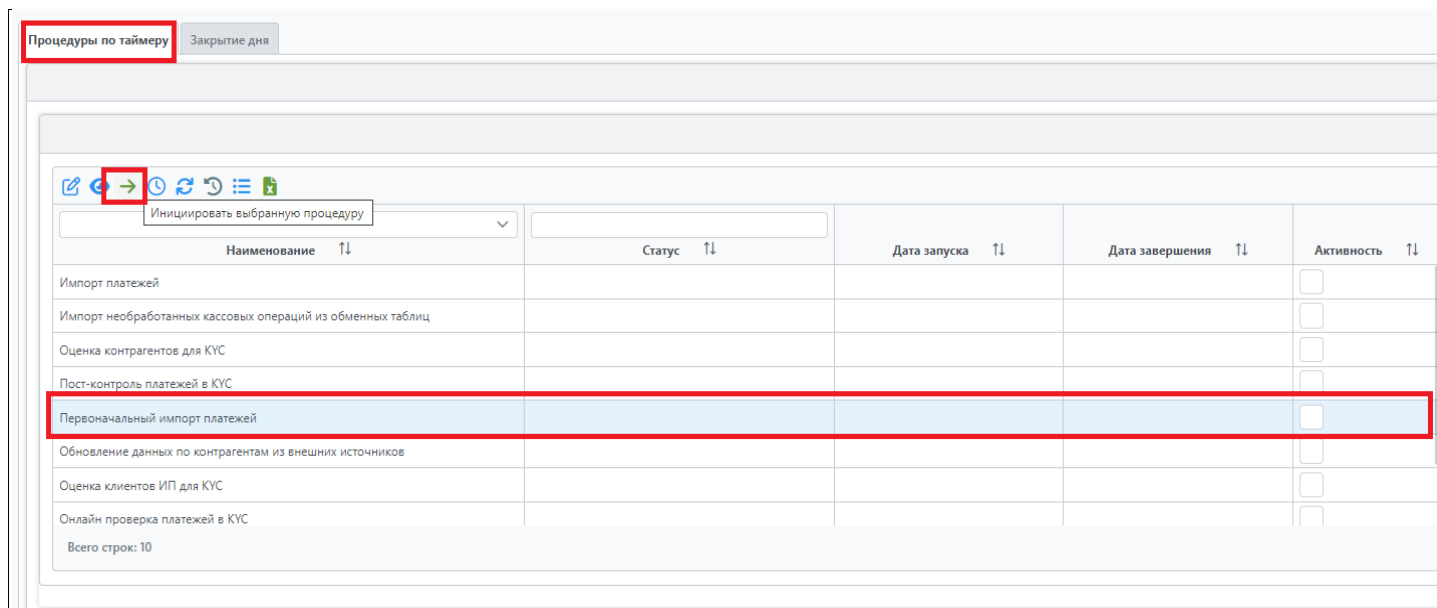 Процедуры по таймеру Закрытие дня
Инициировать выбранную процедуру
Наименование Статус Дата запуска Дата завершения Активность
Импорт платежей
Импорт необработанных кассовых операций из обменных таблиц
Оценка контрагентов для KYC
Пост-контроль платежей в KYC
Первоначальный импорт платежей
Обновление данных по контрагентам из внешних источников
Оценка клиентов ИП для KYC
Онлайн проверка платежей в KYC
Всего строк: 10